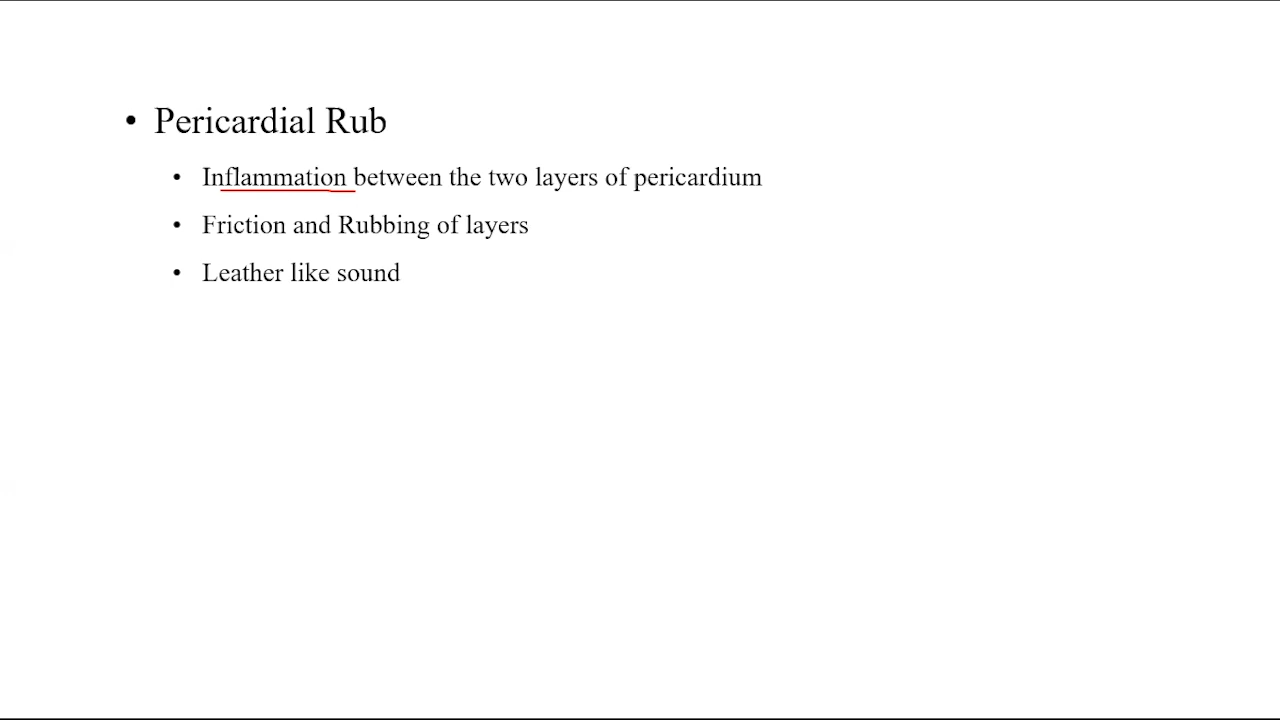 • Pericardial Rub
• Inflammation between the two layers of pericardium
• Friction and Rubbing of layers
• Leather like sound